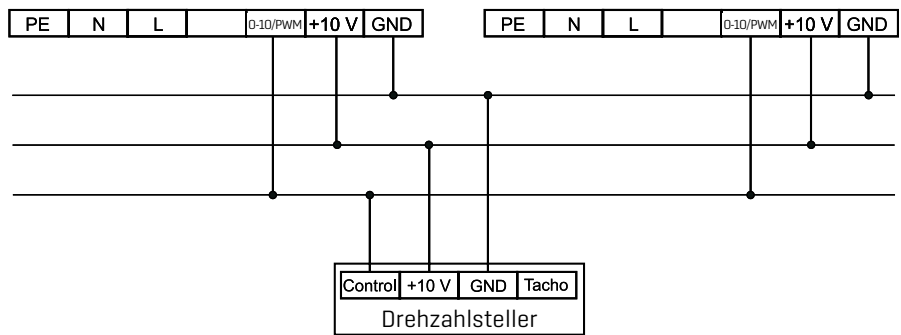 PE N L 0-10/PWM +10 V GND PE N L 0-10/PWM +10 V GND
Control +10 V GND Tacho
Drehzahlsteller